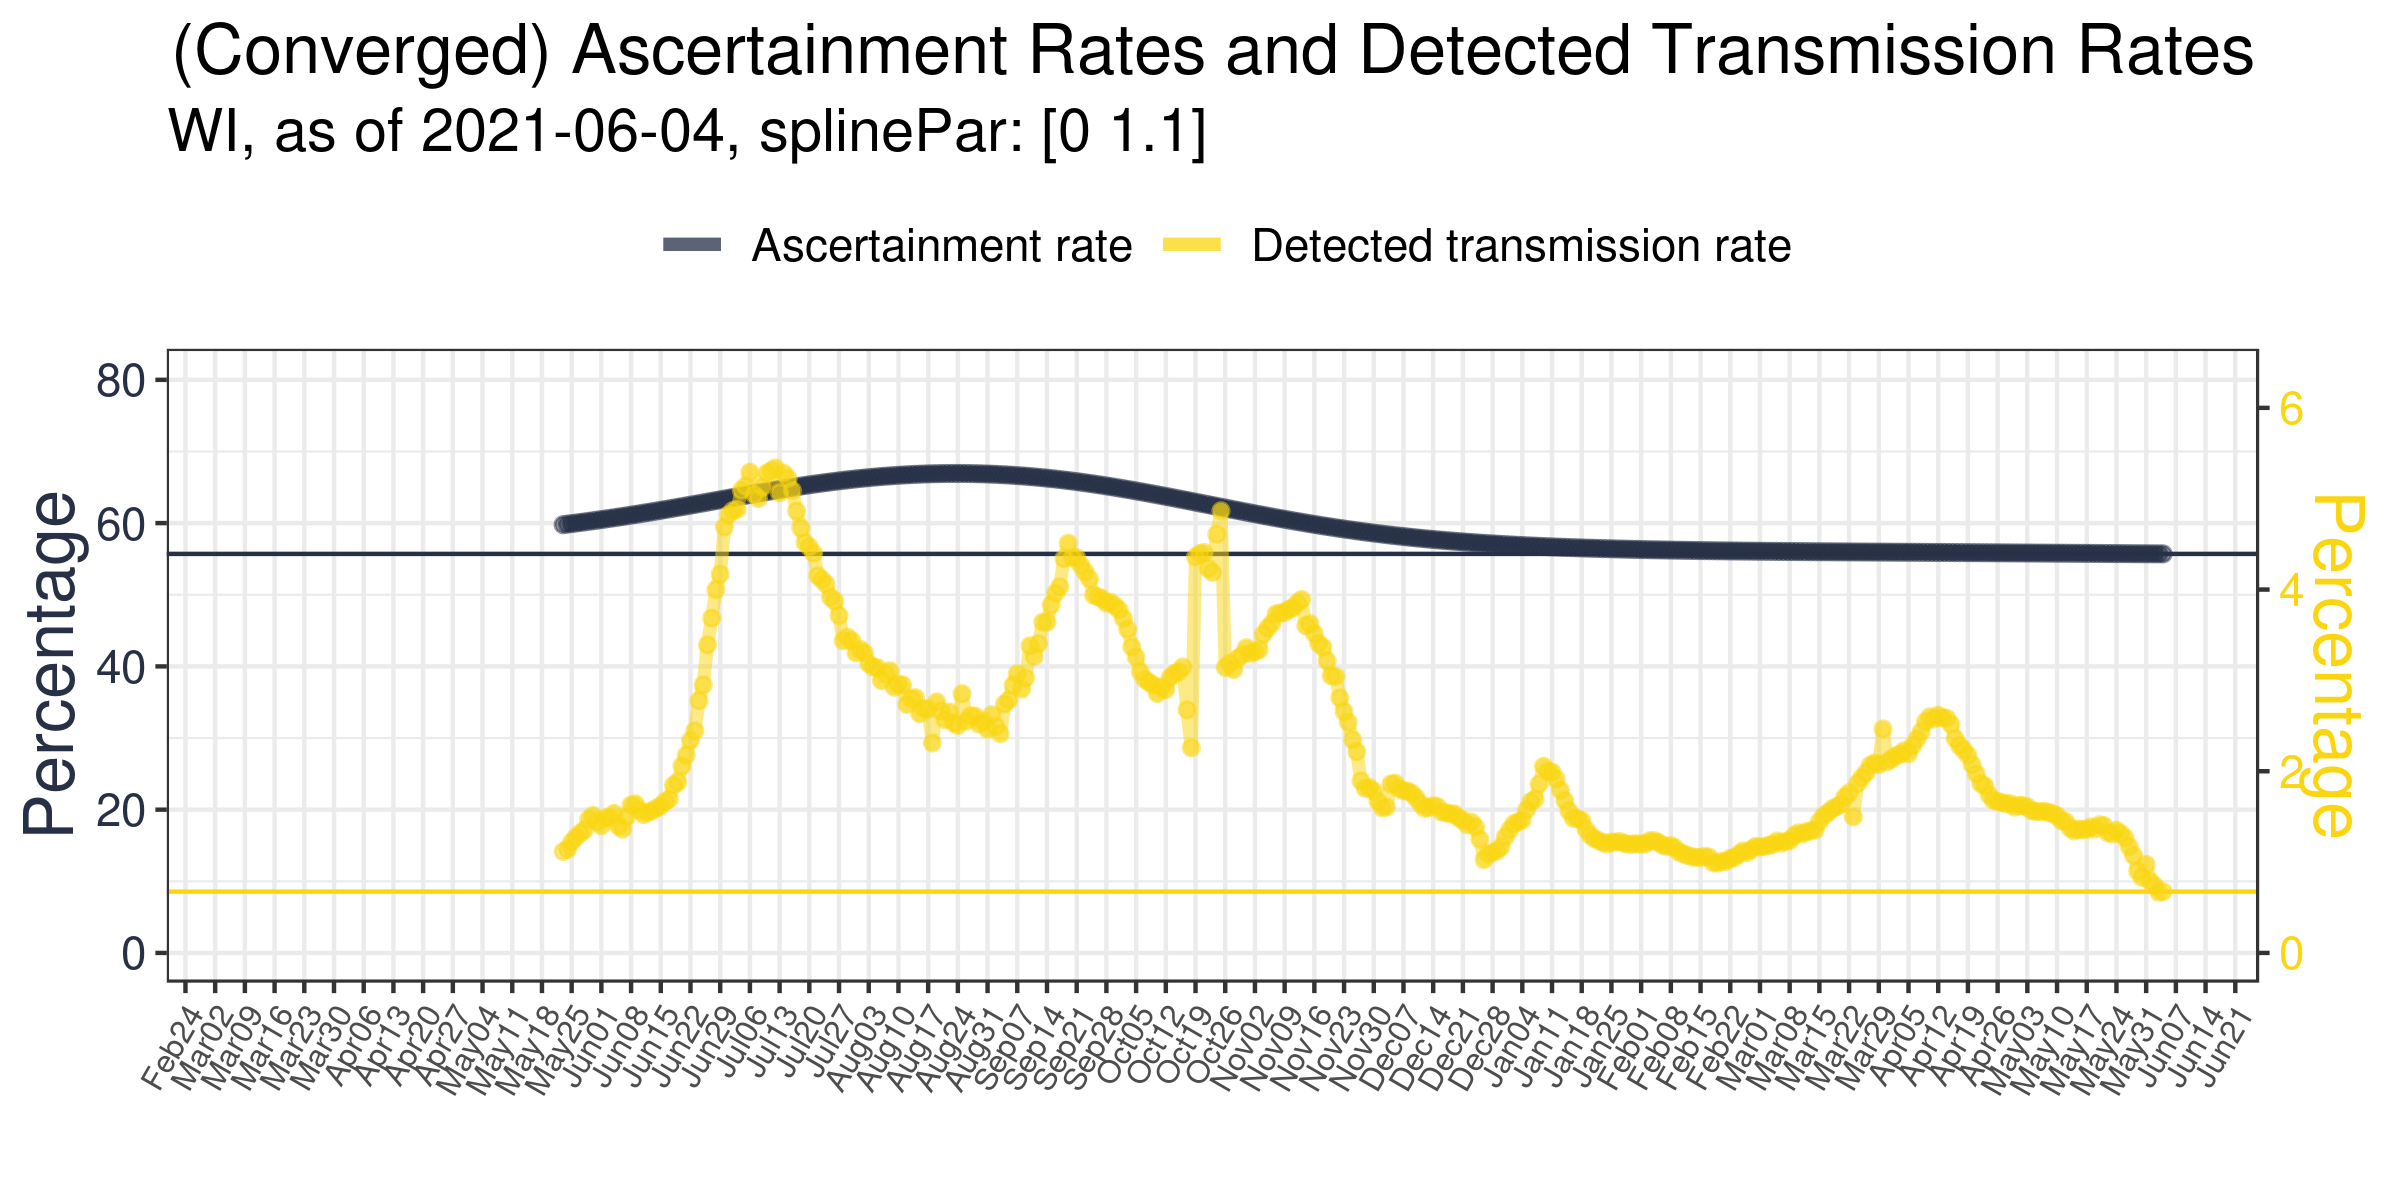 (Converged) Ascertainment Rates and Detected Transmission Rates
WI, as of 2021-06-04, splinePar: [0 1.1]
Ascertainment rate Detected transmission rate
Percentage
80
60
40
20
0
6
4
2
0
Percentage
Feb24 Mar02 Mar09 Mar16 Mar23 Mar30 Apr06 Apr13 Apr20 Apr27 May04 May11 May18 May25 Jun01 Jun08 Jun15 Jun22 Jun29 Jul06 Jul13 Jul20 Jul27 Aug03 Aug10 Aug17 Aug24 Aug31 Sep07 Sep14 Sep21 Sep28 Oct05 Oct12 Oct19 Oct26 Nov02 Nov09 Nov16 Nov23 Nov30 Dec07 Dec14 Dec21 Dec28 Jan04 Jan11 Jan18 Jan25 Feb01 Feb08 Feb15 Feb22 Mar01 Mar08 Mar15 Mar22 Mar29 Apr05 Apr12 Apr19 Apr26 May03 May10 May17 May24 May31 Jun07 Jun14 Jun21